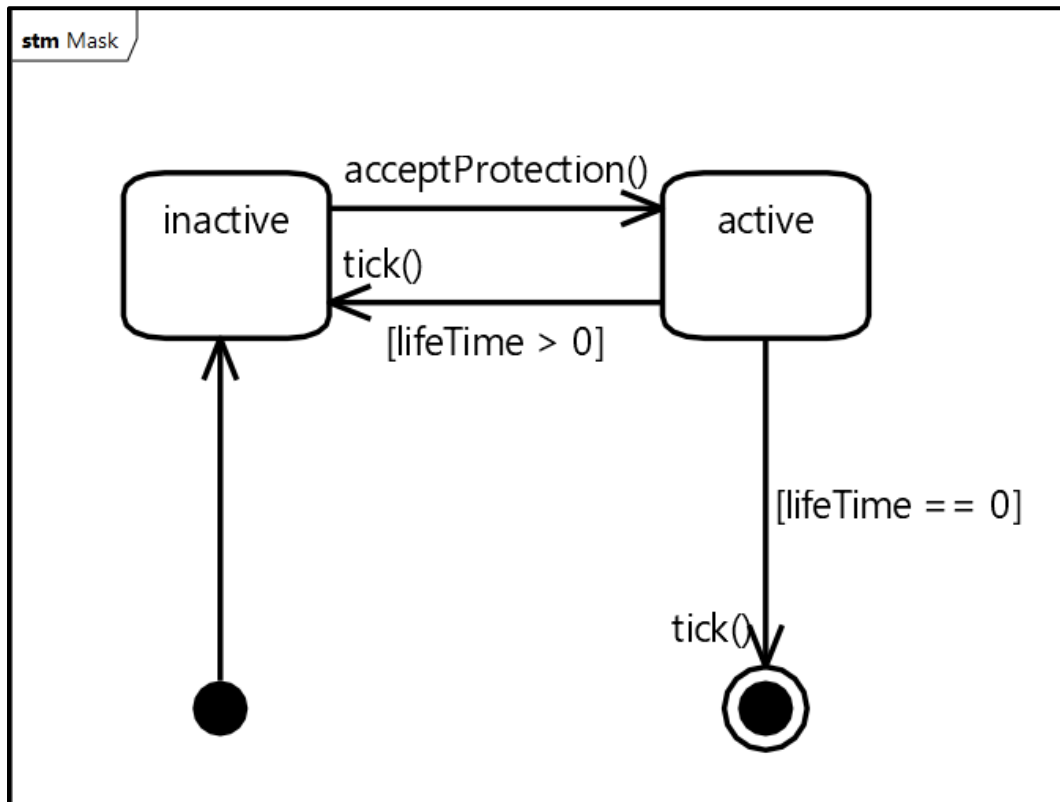 stm Mask
acceptProtection()
inactive
active
tick()
[lifeTime > 0]
[lifeTime == 0]
tick()